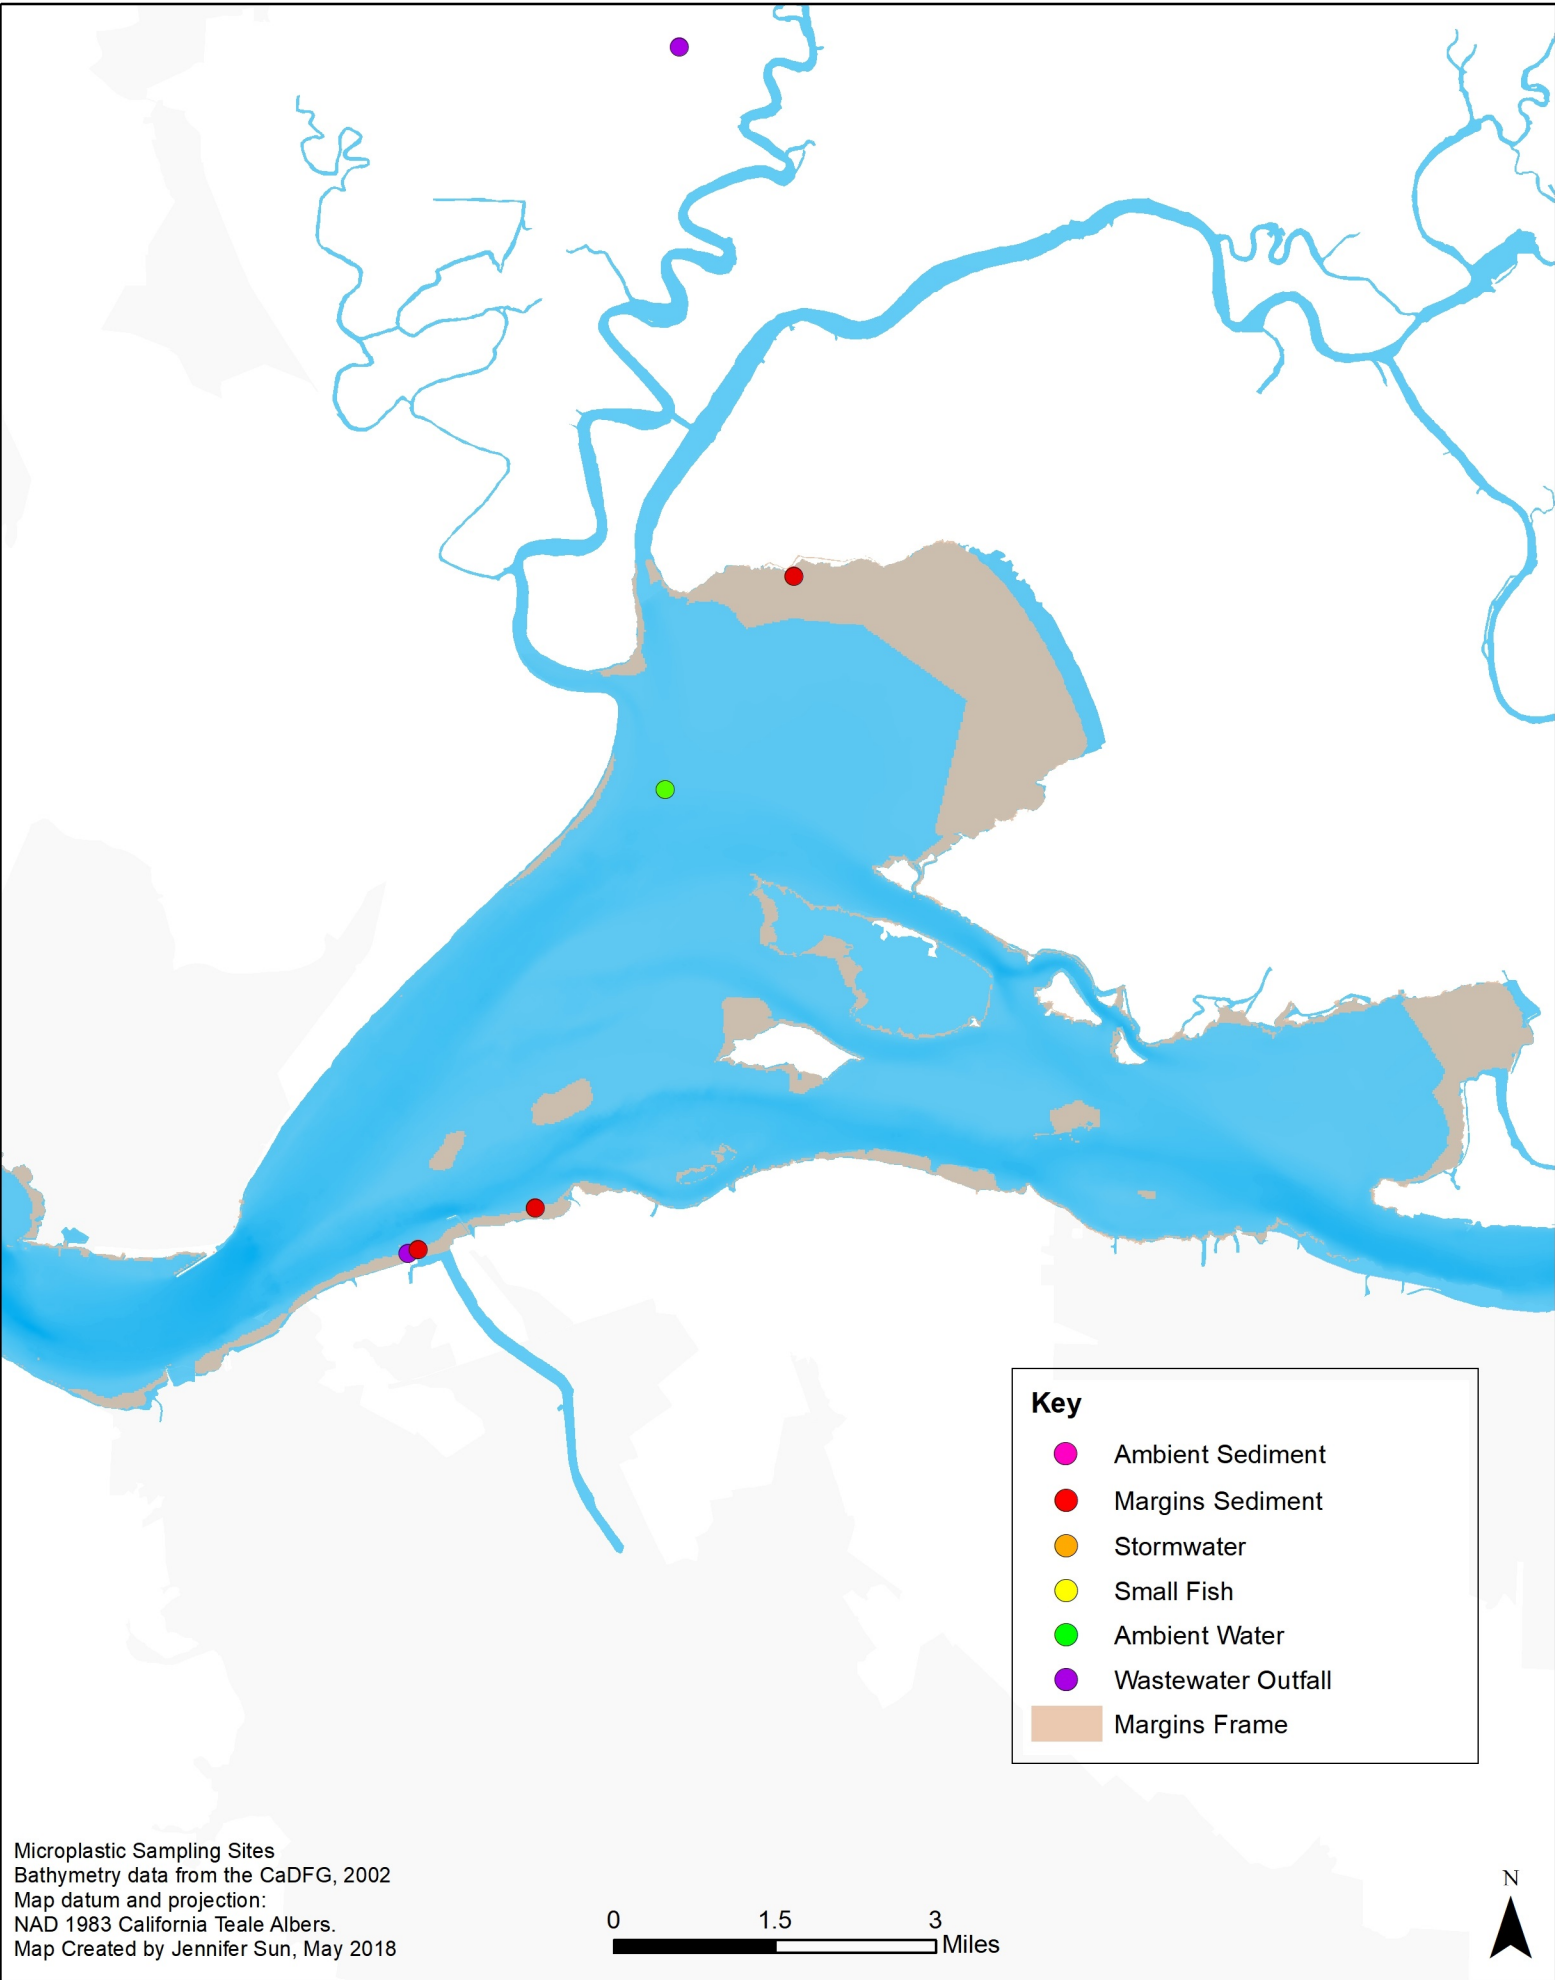 Key
Ambient Sediment
Margins Sediment
Stormwater
Small Fish
Ambient Water
Wastewater Outfall
Margins Frame
Microplastic Sampling Sites
Bathymetry data from the CaDFG, 2002
Map datum and projection:
NAD 1983 California Teale Albers.
Map Created by Jennifer Sun, May 2018
0 1.5 3
Miles
N